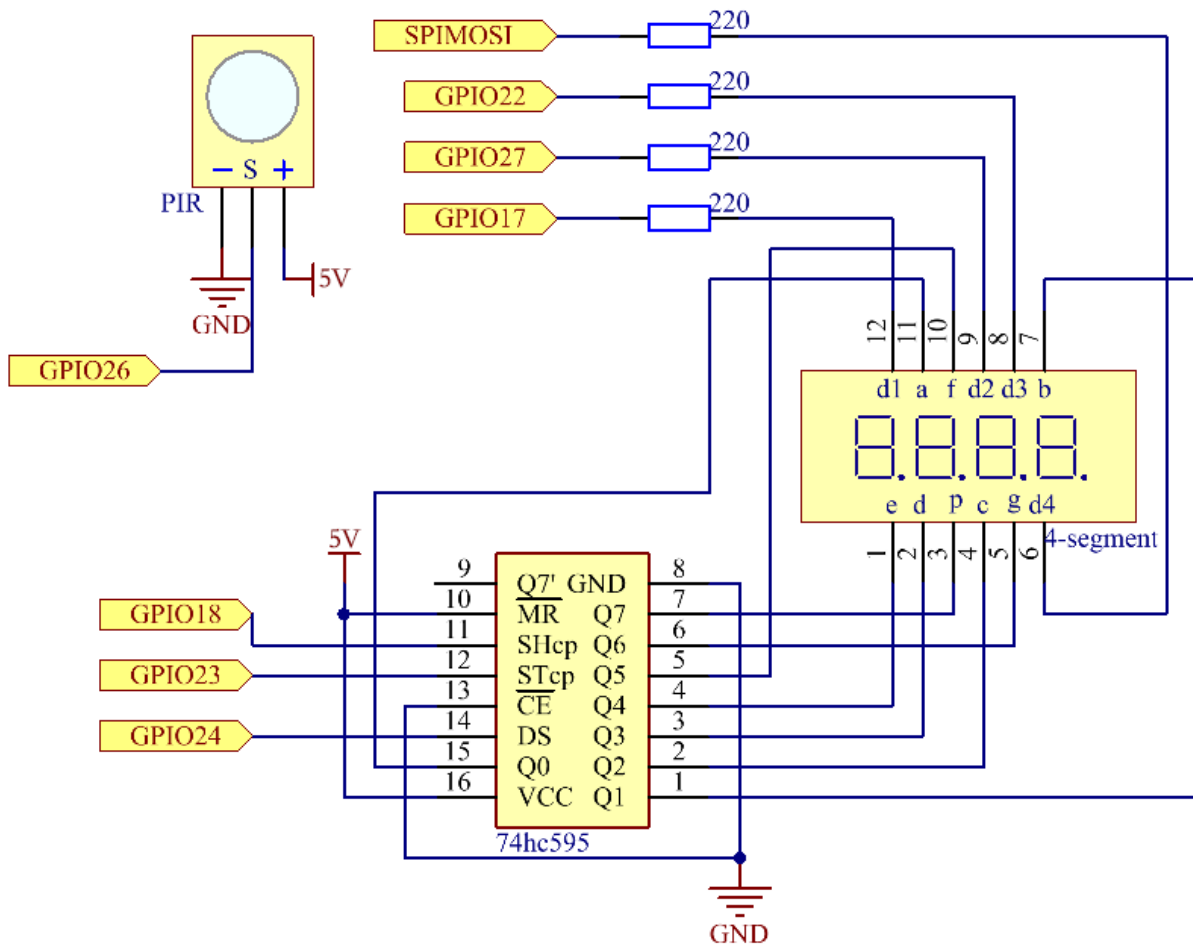 SPIMOSI
220
GPIO22
220
GPIO27
220
GPIO17
220
− S +
PIR
5V
GND
GPIO26
12
11
10
9
8
7
d1 a f d2 d3 b
e d p c g d4
4-segment
1
2
3
4
5
6
5V
GPIO18
GPIO23
GPIO24
9 Q7' GND 8
10 MR Q7 7
11 SHcp Q6 6
12 STcp Q5 5
13 CE Q4 4
14 DS Q3 3
15 Q0 Q2 2
16 VCC Q1 1
74hc595
GND